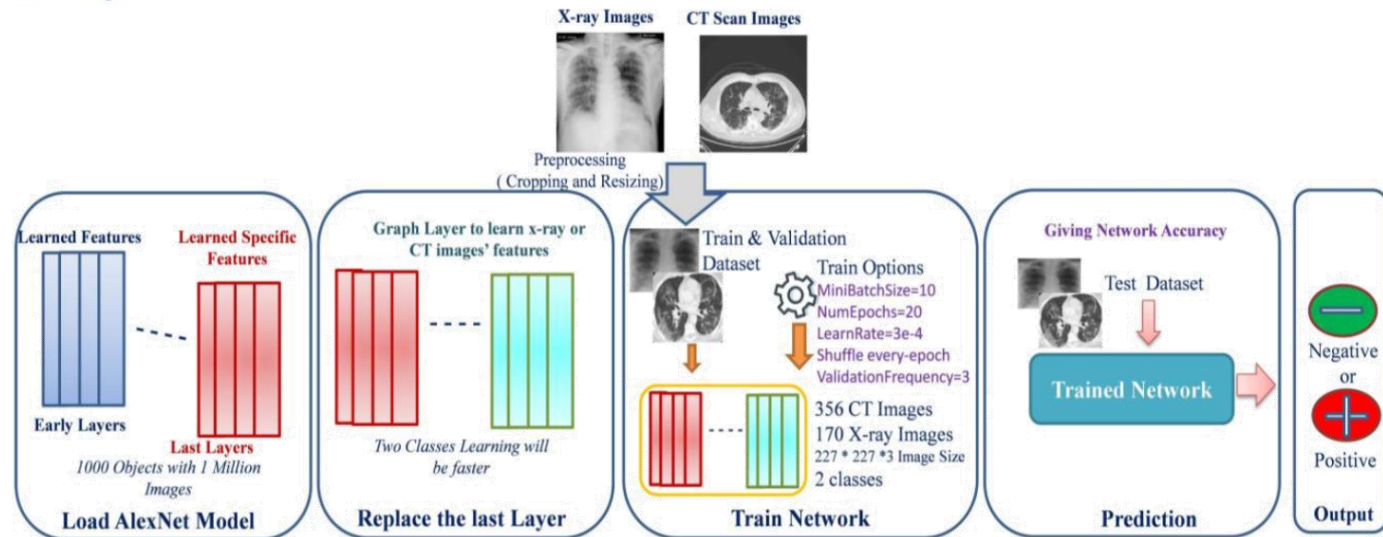 X-ray Images
CT Scan Images
Preprocessing
( Cropping and Resizing)
Learned Features
Learned Specific
Features
Early Layers
Last Layers
1000 Objects with 1 Million
Images
Load AlexNet Model
Graph Layer to learn x-ray or
CT images’ features
Two Classes Learning will
be faster
Replace the last Layer
Train & Validation
Dataset
Train Options
MiniBatchSize=10
NumEpochs=20
LearnRate=3e-4
Shuffle every-epoch
ValidationFrequency=3
356 CT Images
170 X-ray Images
227 * 227 *3 Image Size
2 classes
Train Network
Giving Network Accuracy
Test Dataset
Trained Network
Prediction
Negative
or
Positive
Output